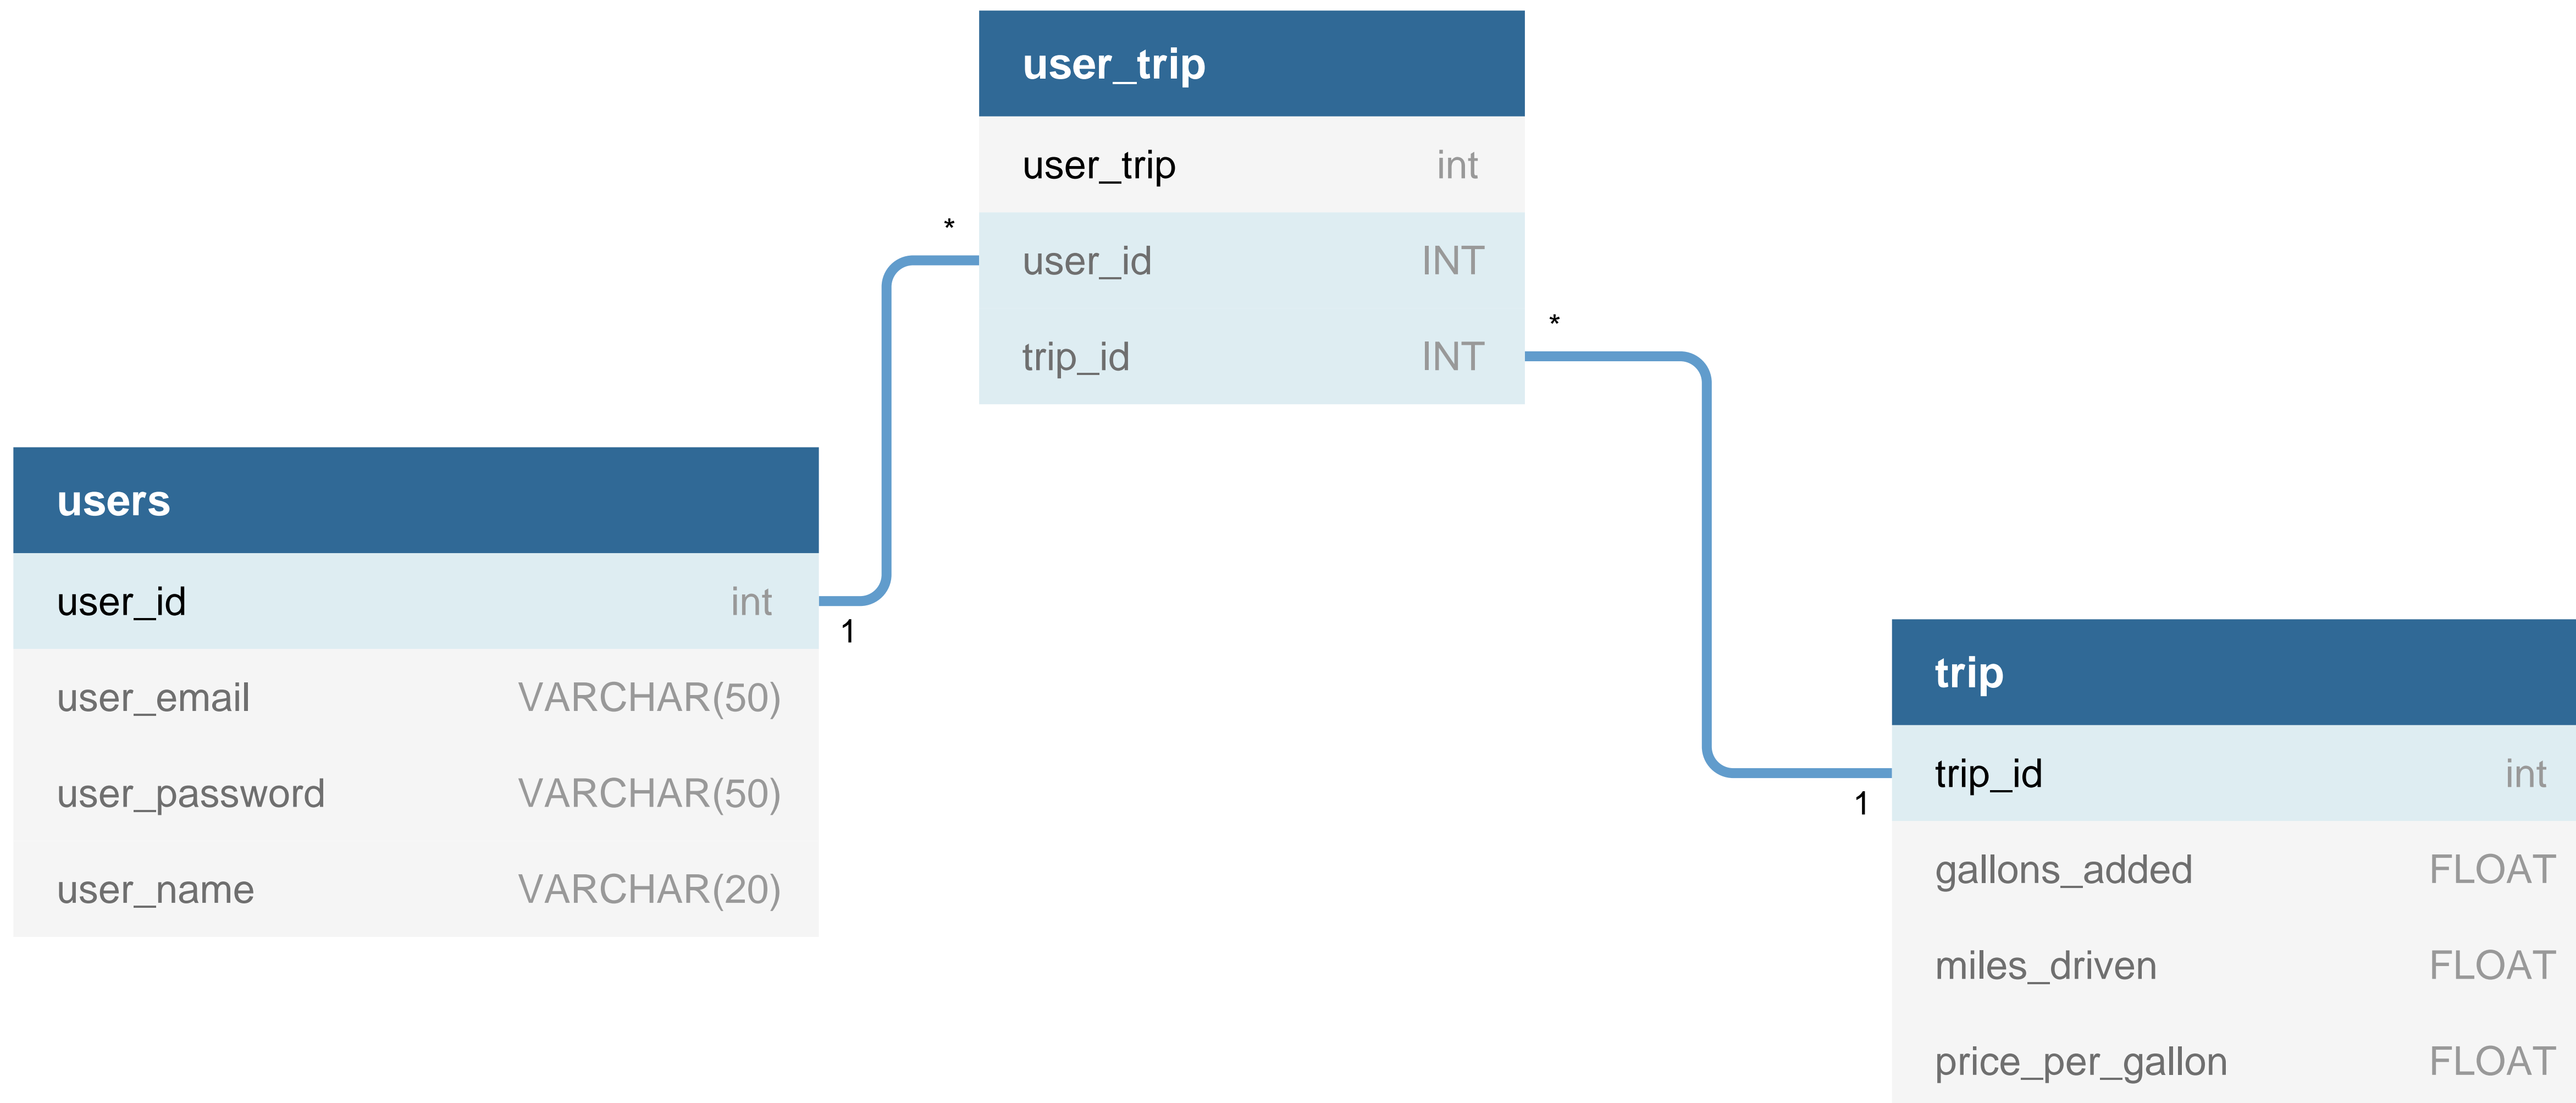 user_trip
user_trip int
* user_id INT
trip_id INT *
users
user_id int
1
user_email VARCHAR(50)
user_password VARCHAR(50)
user_name VARCHAR(20)
trip
trip_id int
1
gallons_added FLOAT
miles_driven FLOAT
price_per_gallon FLOAT